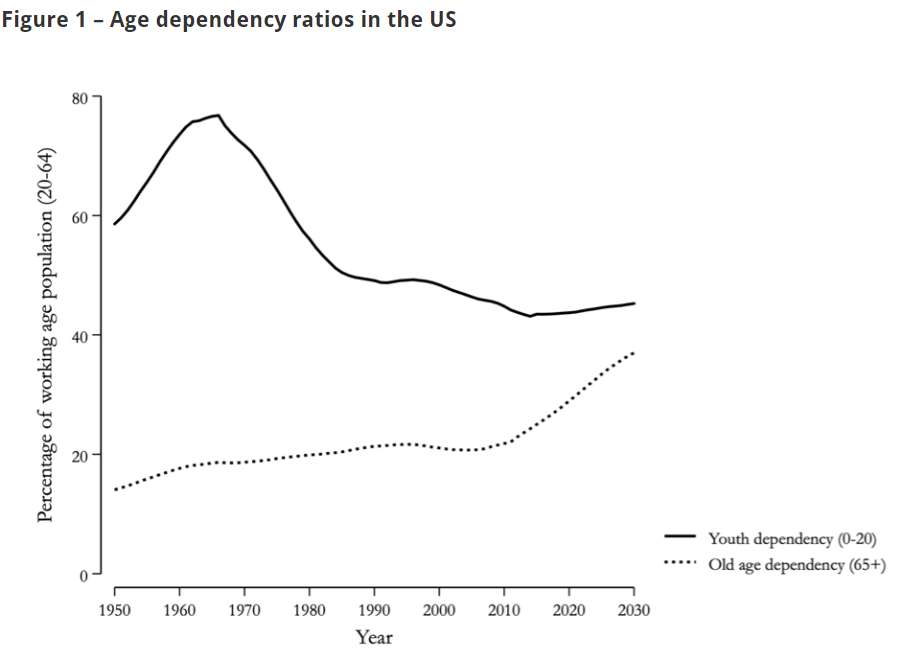 Figure 1 – Age dependency ratios in the US
80
60
40
20
0
Percentage of working age population (20-64)
1950 1960 1970 1980 1990 2000 2010 2020 2030
Year
Youth dependency (0-20)
Old age dependency (65+)